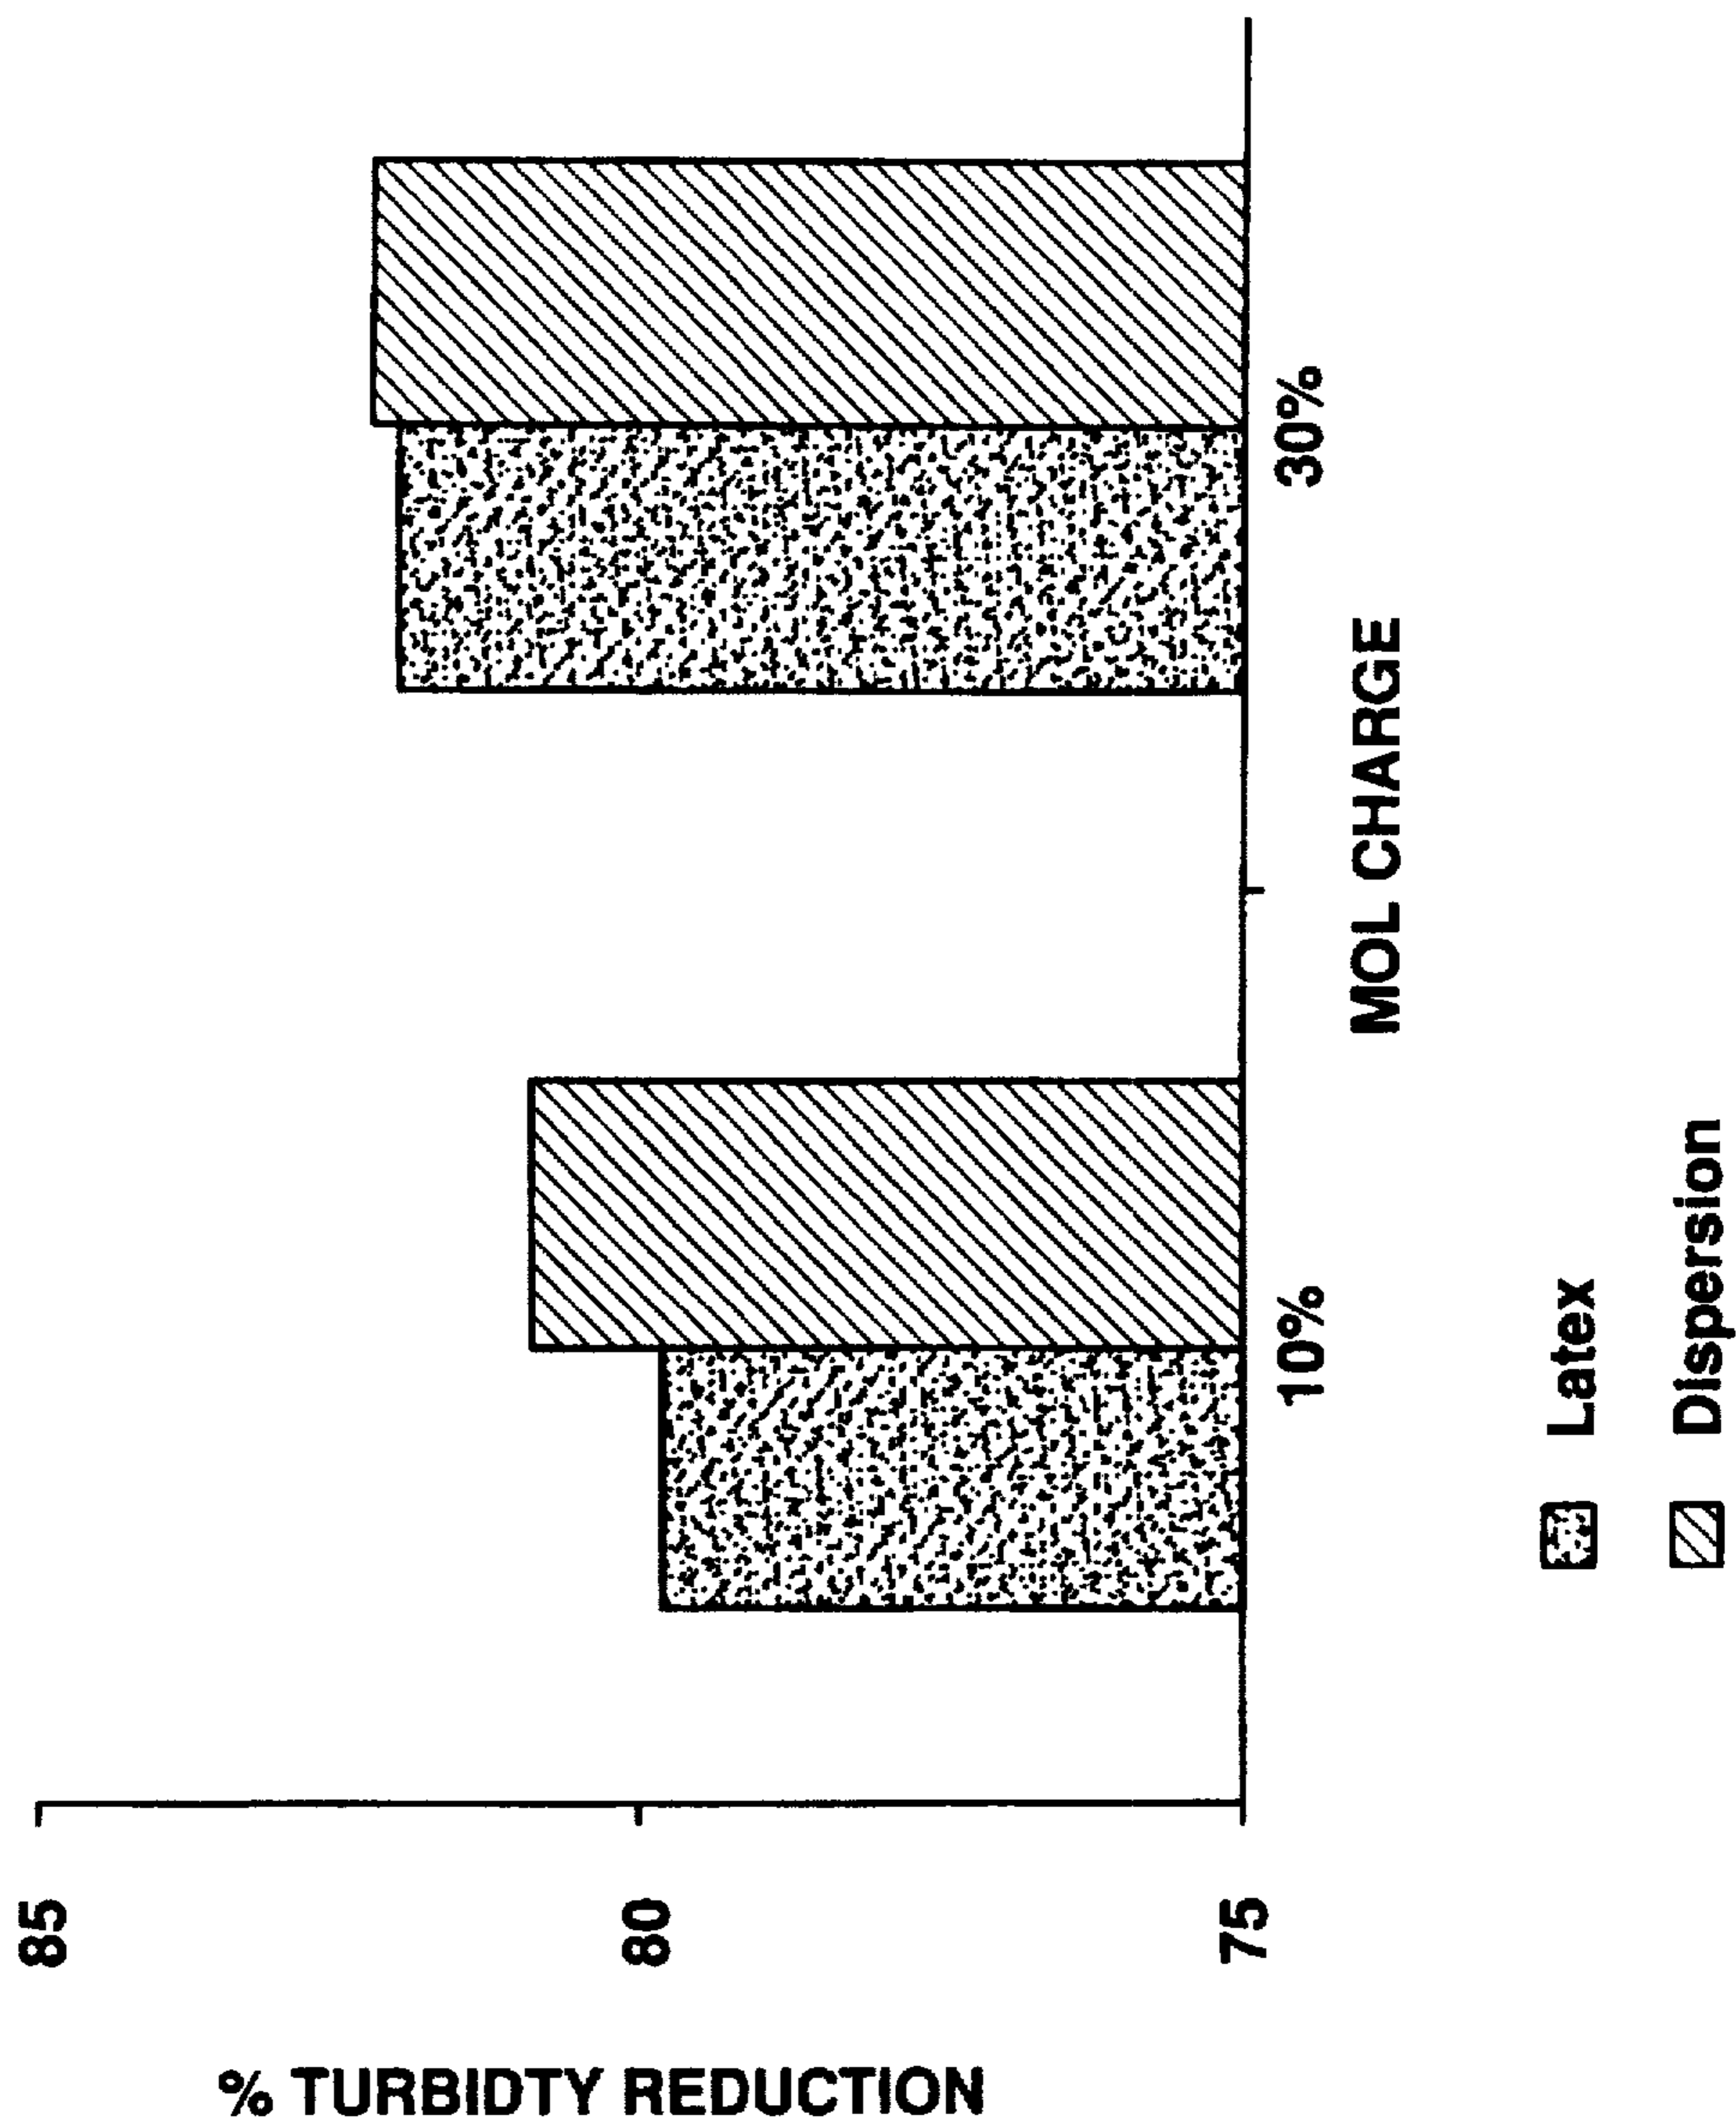 % TURBIDTY REDUCTION
85
80
75
10%
30%
MOL CHARGE
Latex
Dispersion